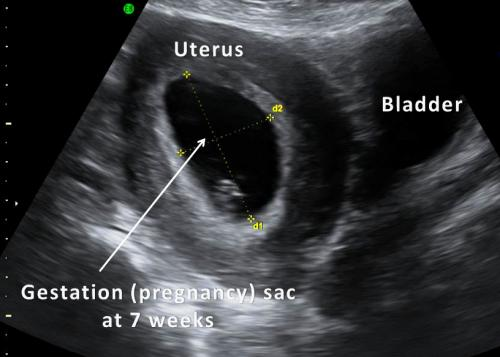 Uterus
d2
Bladder
d1
Gestation (pregnancy) sac
at 7 weeks